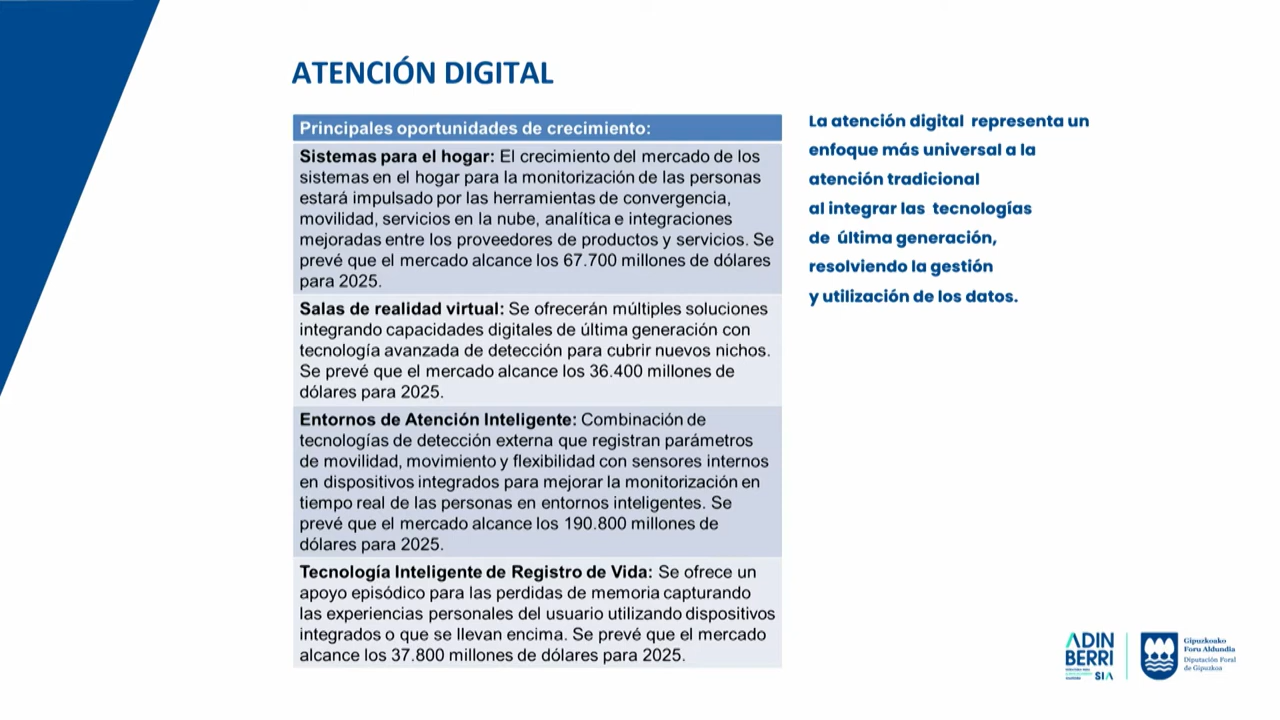 ATENCIÓN DIGITAL
Principales oportunidades de crecimiento:
Sistemas para el hogar: El crecimiento del mercado de los
sistemas en el hogar para la monitorización de las personas
estará impulsado por las herramientas de convergencia,
movilidad, servicios en la nube, analítica e integraciones
mejoradas entre los proveedores de productos y servicios. Se
prevé que el mercado alcance los 67.700 millones de dólares
para 2025.
Salas de realidad virtual: Se ofrecerán múltiples soluciones
integrando capacidades digitales de última generación con
tecnología avanzada de detección para cubrir nuevos nichos.
Se prevé que el mercado alcance los 36.400 millones de
dólares para 2025.
Entornos de Atención Inteligente: Combinación de
tecnologías de detección externa que registran parámetros
de movilidad, movimiento y flexibilidad con sensores internos
en dispositivos integrados para mejorar la monitorización en
tiempo real de las personas en entornos inteligentes. Se
prevé que el mercado alcance los 190.800 millones de
dólares para 2025.
Tecnología Inteligente de Registro de Vida: Se ofrece un
apoyo episódico para las perdidas de memoria capturando
las experiencias personales del usuario utilizando dispositivos
integrados o que se llevan encima. Se prevé que el mercado
alcance los 37.800 millones de dólares para 2025.
La atención digital representa un
enfoque más universal a la
atención tradicional
al integrar las tecnologías
de última generación,
resolviendo la gestión
y utilización de los datos.
ADIN
BERRI
SIA
Gipuzkoako
Foru Aldundia
Diputación Foral
de Gipuzkoa